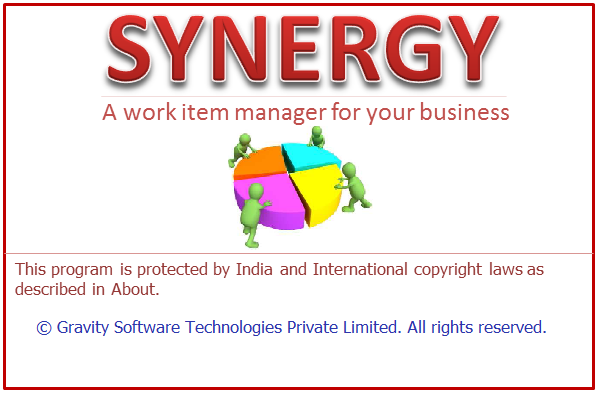 SYNERGY
A work item manager for your business
This program is protected by India and International copyright laws as
described in About.
© Gravity Software Technologies Private Limited. All rights reserved.